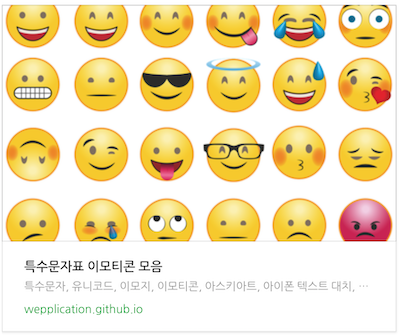 특수문자표 이모티콘 모음
특수문자, 유니코드, 이모지, 이모티콘, 아스키아트, 아이폰 텍스트 대치, ...
wepplication.github.io